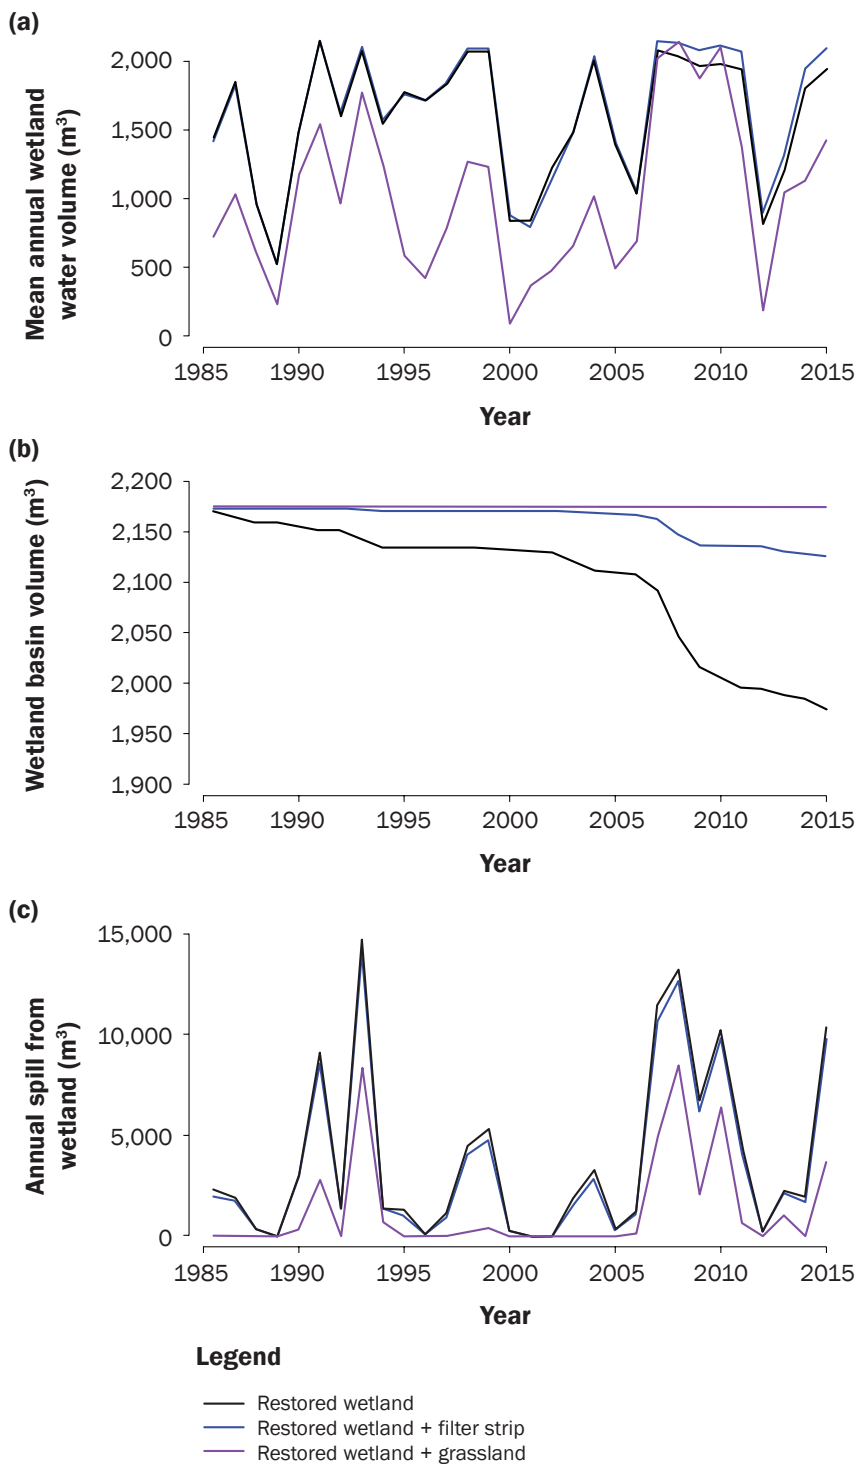 (a)
Mean annual wetland
water volume (m³)
2,000
1,500
1,000
500
0
1985 1990 1995 2000 2005 2010 2015
Year
(b)
Wetland basin volume (m³)
2,200
2,150
2,100
2,050
2,000
1,950
1,900
1985 1990 1995 2000 2005 2010 2015
Year
(c)
Annual spill from
wetland (m³)
15,000
10,000
5,000
0
1985 1990 1995 2000 2005 2010 2015
Year
Legend
Restored wetland
Restored wetland + filter strip
Restored wetland + grassland